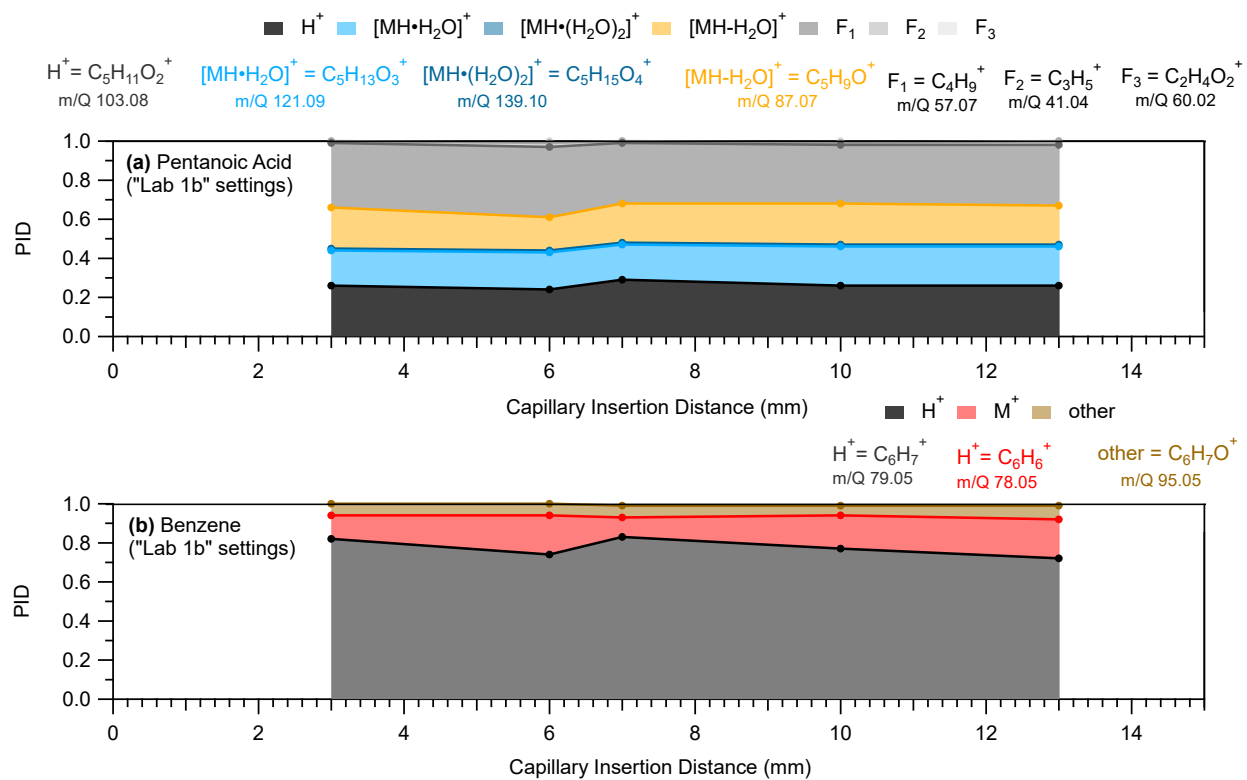 H⁺ [MH•H₂O]⁺ [MH•(H₂O)₂]⁺ [MH-H₂O]⁺ F₁ F₂ F₃
H⁺= C₅H₁₁O₂⁺ [MH•H₂O]⁺ = C₅H₁₃O₃⁺ [MH•(H₂O)₂]⁺ = C₅H₁₅O₄⁺ [MH-H₂O]⁺ = C₅H₉O⁺ F₁ = C₄H₉⁺ F₂ = C₃H₅⁺ F₃ = C₂H₄O₂⁺
m/Q 103.08 m/Q 121.09 m/Q 139.10 m/Q 87.07 m/Q 57.07 m/Q 41.04 m/Q 60.02
(a) Pentanoic Acid
("Lab 1b" settings)
PID
1.0
0.8
0.6
0.4
0.2
0.0
0 2 4 6 8 10 12 14
Capillary Insertion Distance (mm)
H⁺ M⁺ other
H⁺= C₆H₇⁺ H⁺= C₆H₆⁺ other = C₆H₇O⁺
m/Q 79.05 m/Q 78.05 m/Q 95.05
(b) Benzene
("Lab 1b" settings)
PID
1.0
0.8
0.6
0.4
0.2
0.0
0 2 4 6 8 10 12 14
Capillary Insertion Distance (mm)